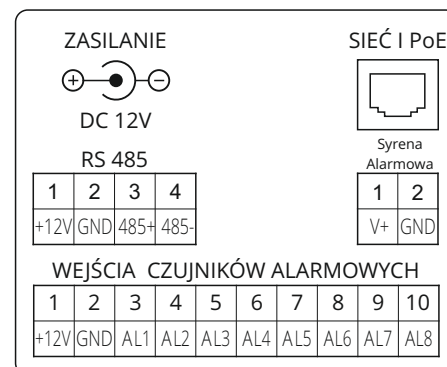 ZASILANIE
DC 12V
SIEĆ I PoE
RS 485
1 2 3 4
+12V GND 485+ 485-
Syrena
Alarmowa
1 2
V+ GND
WEJŚCIA CZUJNIKÓW ALARMOWYCH
1 2 3 4 5 6 7 8 9 10
+12V GND AL1 AL2 AL3 AL4 AL5 AL6 AL7 AL8